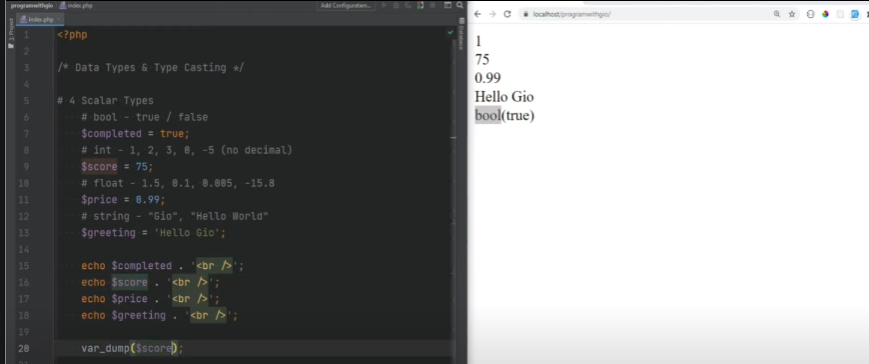 programwithgio index.php Add Configuration...
index.php
1: Project
Database
localhost/programwithgio/
1 <?php
2
3 /* Data Types & Type Casting */
4
5 # 4 Scalar Types
6 # bool - true / false
7 $completed = true;
8 # int - 1, 2, 3, 0, -5 (no decimal)
9 $score = 75;
10 # float - 1.5, 0.1, 0.005, -15.8
11 $price = 0.99;
12 # string - "Gio", "Hello World"
13 $greeting = 'Hello Gio';
14
15 echo $completed . '<br />';
16 echo $score . '<br />';
17 echo $price . '<br />';
18 echo $greeting . '<br />';
19
20 var_dump($score);
1
75
0.99
Hello Gio
bool(true)